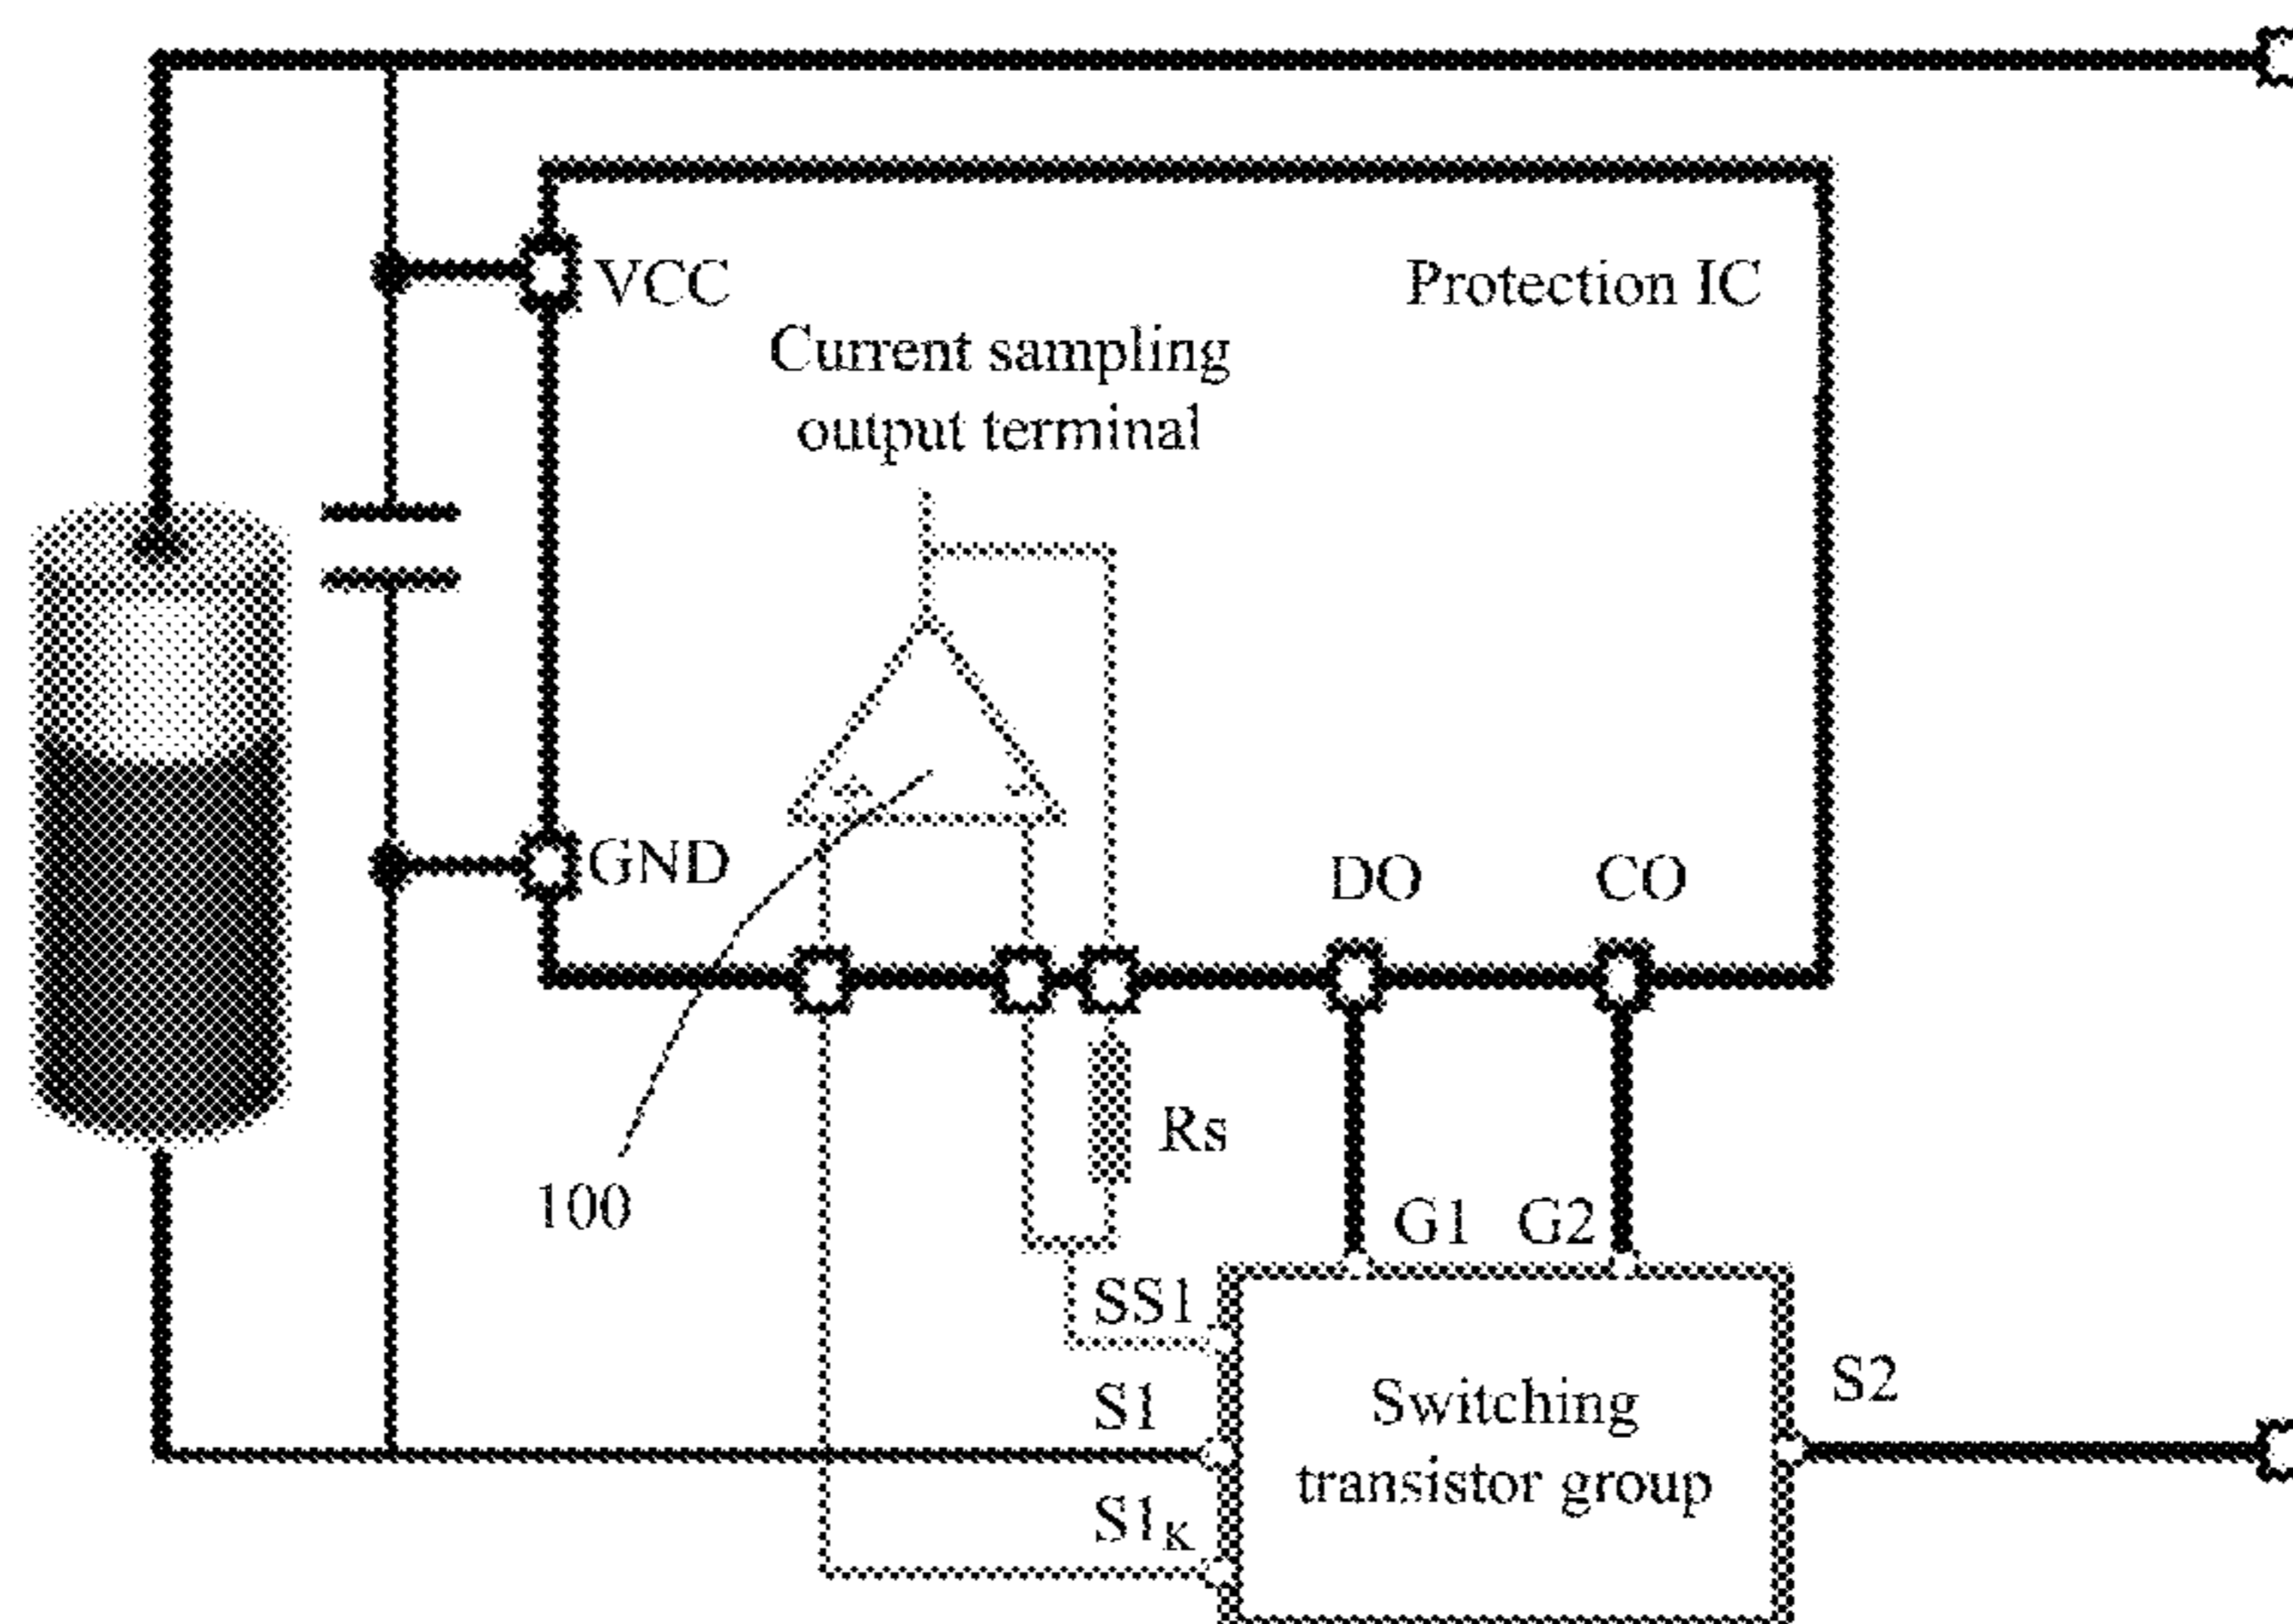 VCC
Protection IC
Current sampling
output terminal
GND
DO
CO
Rs
100
G1
G2
SS1
S1
S2
Switching
transistor group
S1K